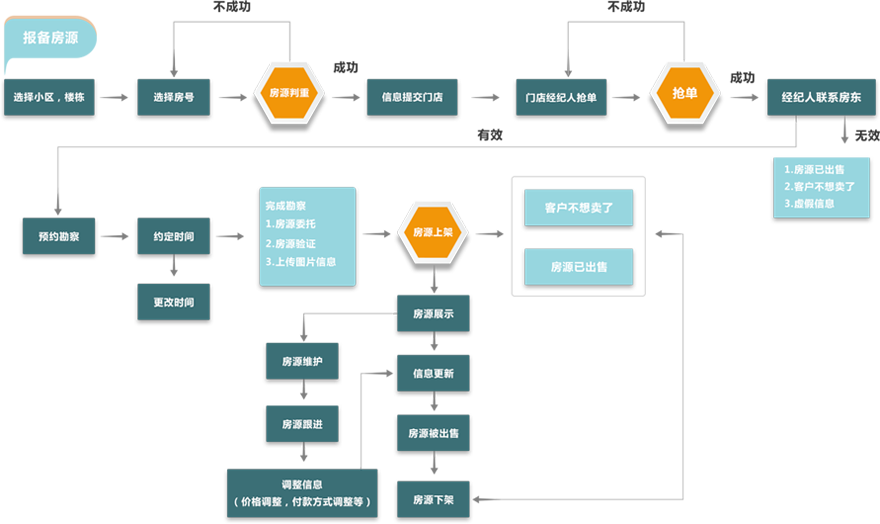 不成功
不成功
报备房源
选择小区，楼栋
选择房号
房源判重
成功
信息提交门店
门店经纪人抢单
抢单
成功
经纪人联系房东
有效
无效
1.房源已出售
2.客户不想卖了
3.虚假信息
预约勘察
约定时间
更改时间
完成勘察
1.房源委托
2.房源验证
3.上传图片信息
房源上架
客户不想卖了
房源已出售
房源展示
房源维护
信息更新
房源跟进
房源被出售
调整信息
（价格调整，付款方式调整等）
房源下架